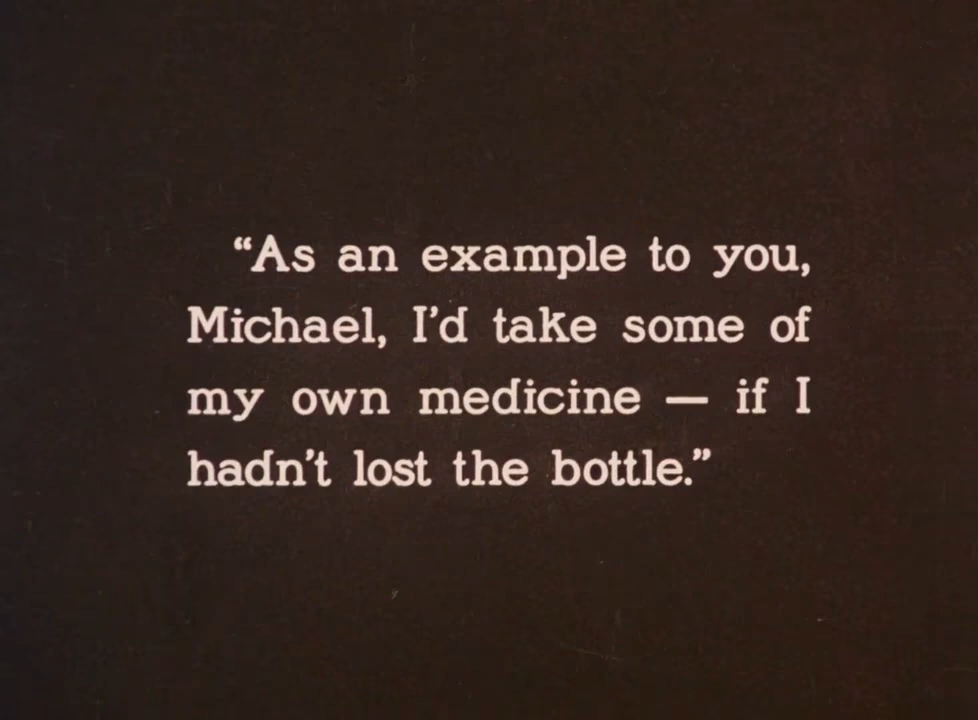 “As an example to you,
Michael, I’d take some of
my own medicine — if I
hadn’t lost the bottle.”